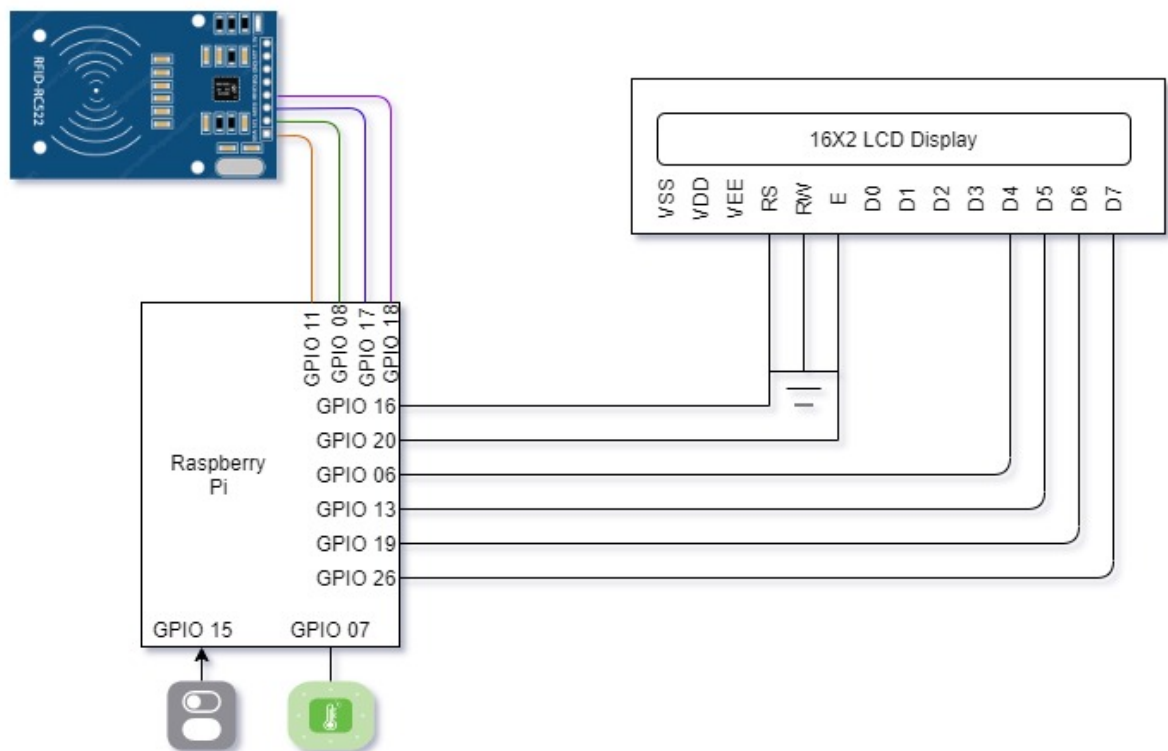 RFID-RC522
16X2 LCD Display
VSS
VDD
VEE
RS
RW
E
D0
D1
D2
D3
D4
D5
D6
D7
GPIO 11
GPIO 08
GPIO 17
GPIO 18
GPIO 16
GPIO 20
GPIO 06
Raspberry
Pi
GPIO 13
GPIO 19
GPIO 26
GPIO 15
GPIO 07